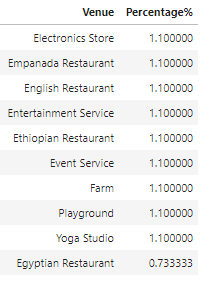 Venue Percentage%
Electronics Store 1.100000
Empanada Restaurant 1.100000
English Restaurant 1.100000
Entertainment Service 1.100000
Ethiopian Restaurant 1.100000
Event Service 1.100000
Farm 1.100000
Playground 1.100000
Yoga Studio 1.100000
Egyptian Restaurant 0.733333